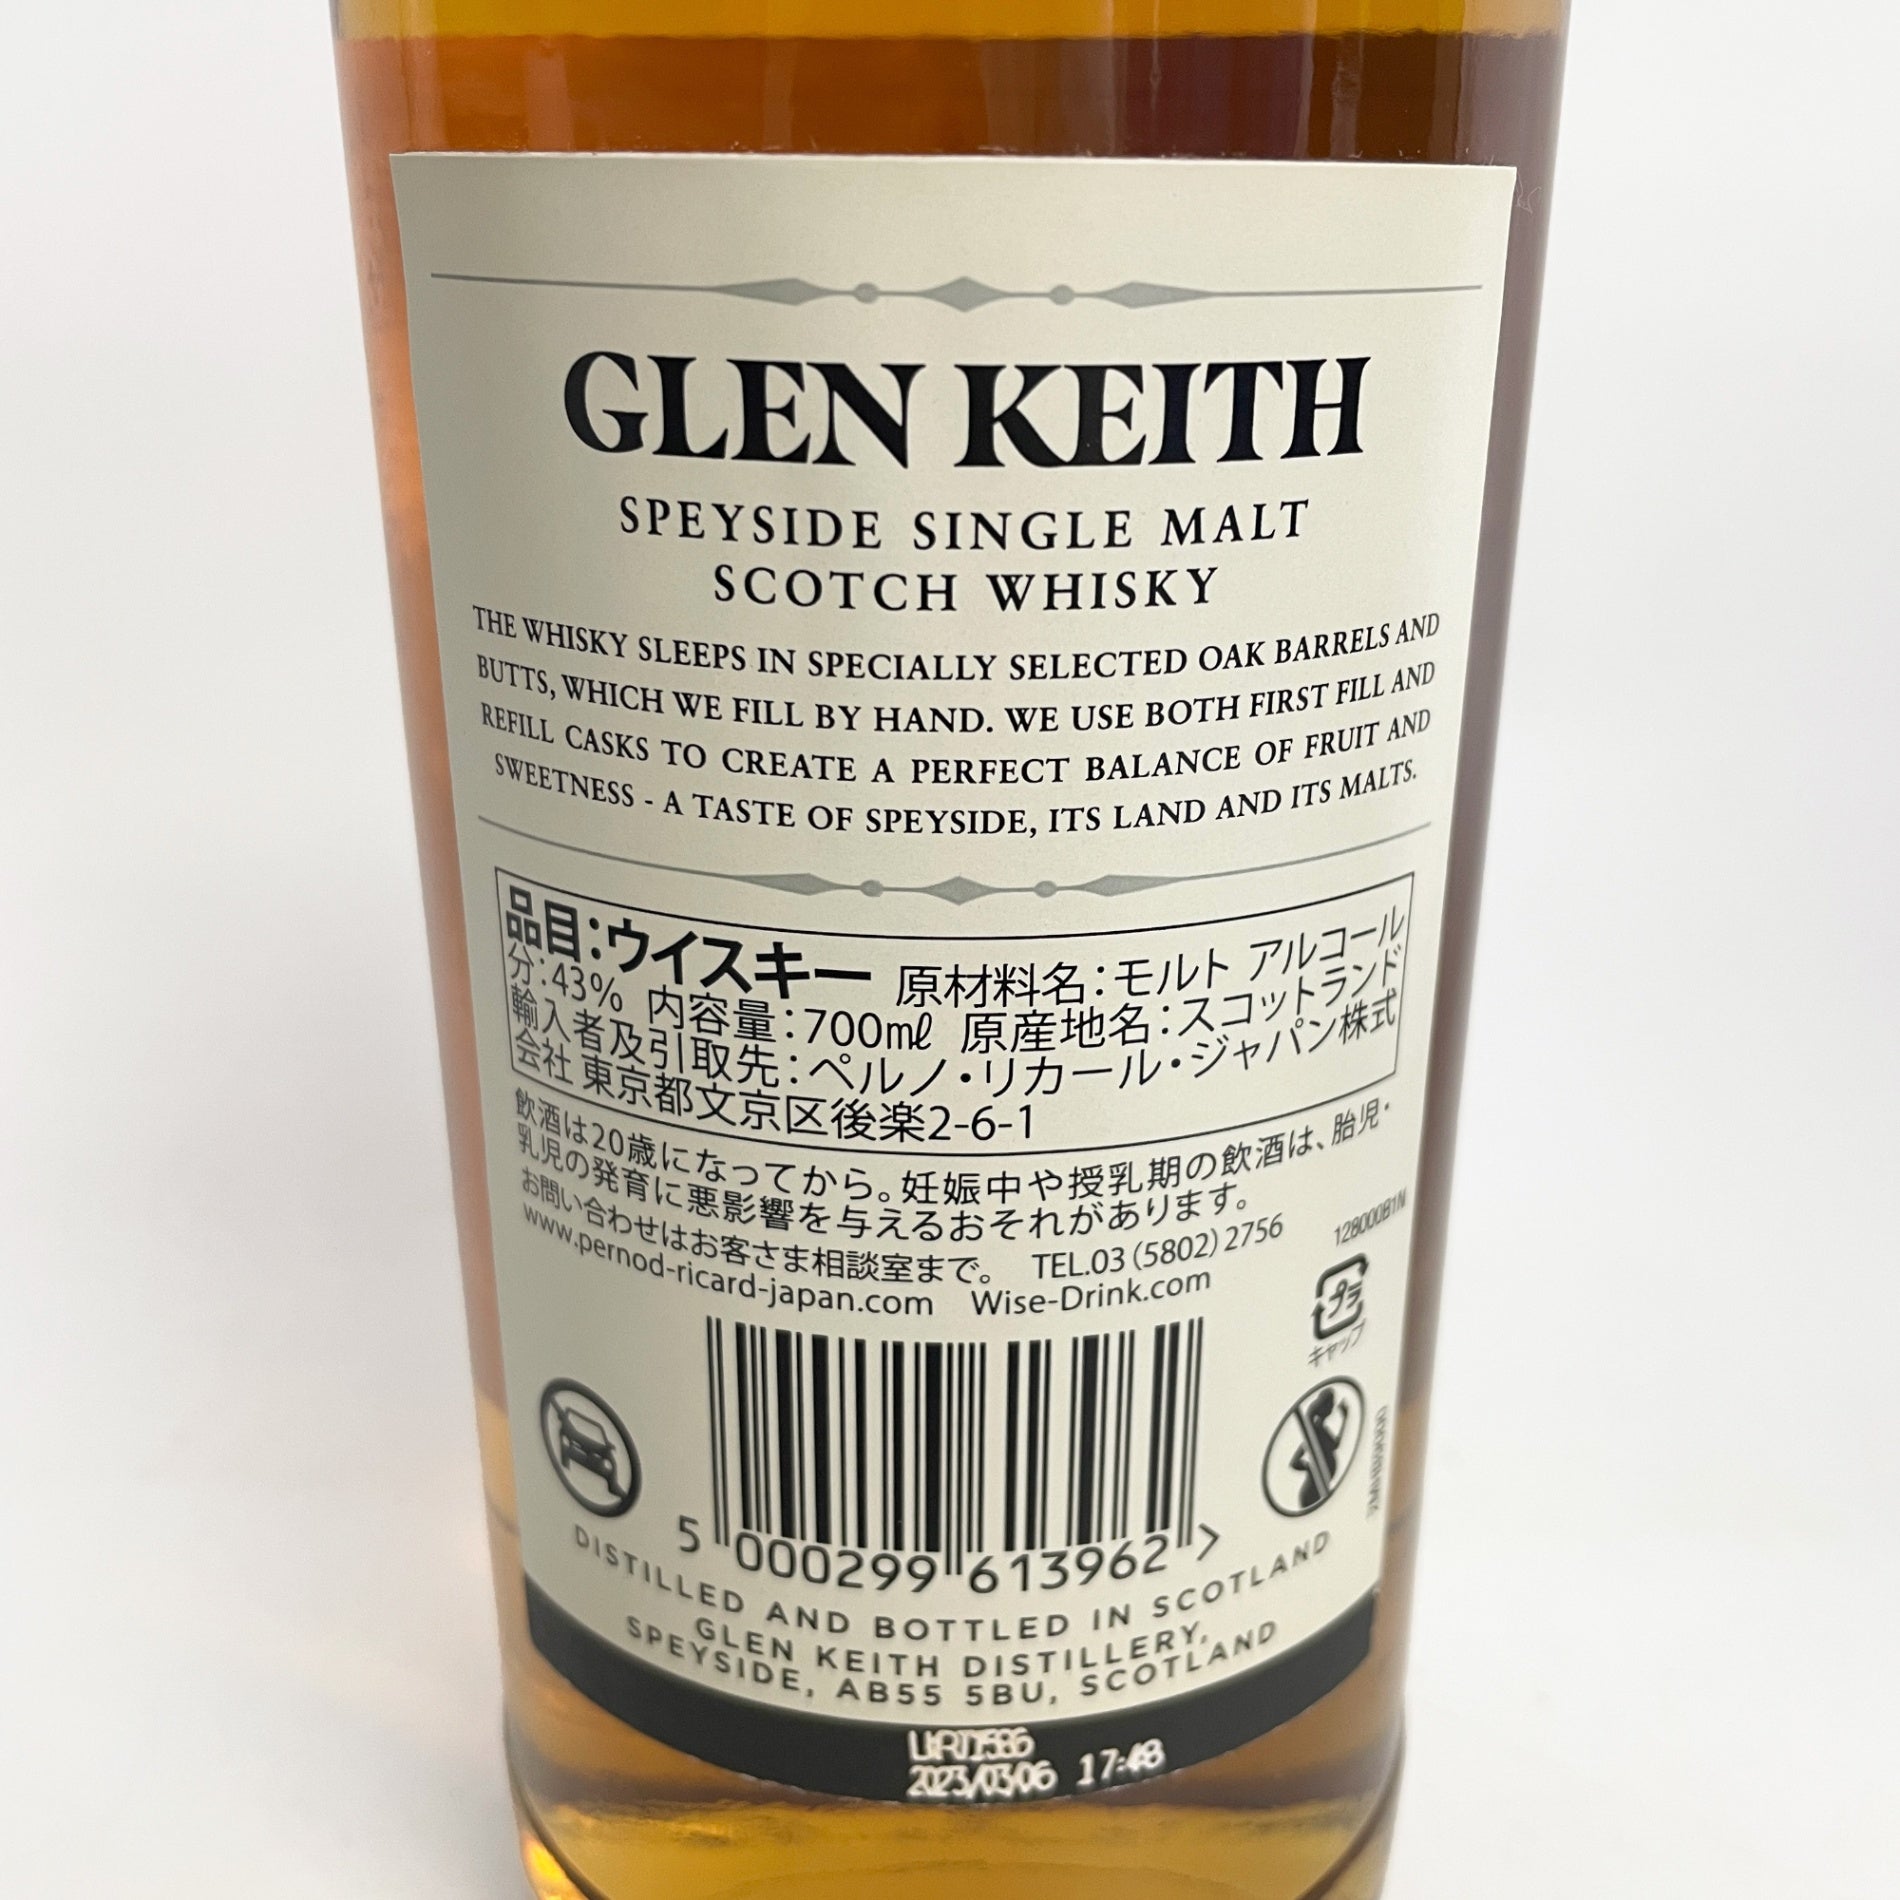 GLEN KEITH
SPEYSIDE SINGLE MALT
SCOTCH WHISKY
THE WHISKY SLEEPS IN SPECIALLY SELECTED OAK BARRELS AND
BUTTS, WHICH WE FILL BY HAND. WE USE BOTH FIRST FILL AND
REFILL CASKS TO CREATE A PERFECT BALANCE OF FRUIT AND
SWEETNESS - A TASTE OF SPEYSIDE, ITS LAND AND ITS MALTS.
品目:ウイスキー 原材料名:モルト アルコール
分:43% 内容量:700㎖ 原産地名:スコットランド
輸入者及引取先:ペルノ・リカール・ジャパン株式
会社 東京都文京区後楽2-6-1
飲酒は20歳になってから。妊娠中や授乳期の飲酒は、胎児・
乳児の発育に悪影響を与えるおそれがあります。
お問い合わせはお客さま相談室まで。 TEL.03(5802)2756
www.pernod-ricard-japan.com Wise-Drink.com
128000B1N
プラ
キャップ
5 000299 613962 >
DISTILLED AND BOTTLED IN SCOTLAND
GLEN KEITH DISTILLERY,
SPEYSIDE, AB55 5BU, SCOTLAND
2023/03/06 17:48